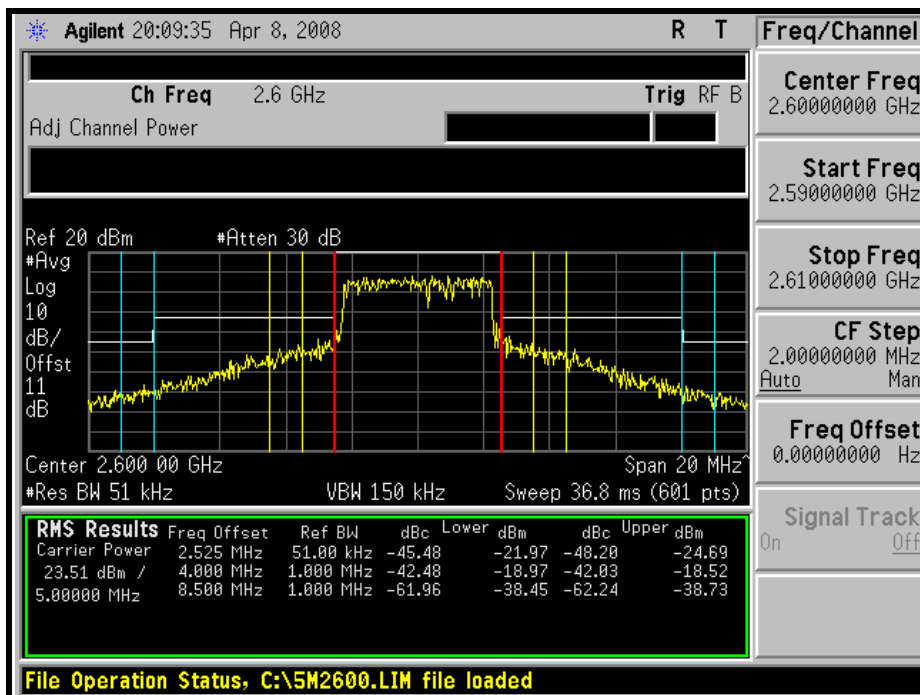 Agilent 20:09:35 Apr 8, 2008 R T
Freq/Channel
Ch Freq 2.6 GHz Trig RF B
Adj Channel Power
Center Freq
2.60000000 GHz
Start Freq
2.59000000 GHz
Stop Freq
2.61000000 GHz
CF Step
2.00000000 MHz
Auto Man
Freq Offset
0.00000000 Hz
Signal Track
On Off
Ref 20 dBm #Atten 30 dB
#Avg
Log
10
dB/
Offst
11
dB
Center 2.600 00 GHz Span 20 MHz^
#Res BW 51 kHz VBW 150 kHz Sweep 36.8 ms (601 pts)
RMS Results Freq Offset Ref BW dBc Lower dBm dBc Upper dBm
Carrier Power 2.525 MHz 51.00 kHz -45.48 -21.97 -48.20 -24.69
23.51 dBm / 4.000 MHz 1.000 MHz -42.48 -18.97 -42.03 -18.52
5.00000 MHz 8.500 MHz 1.000 MHz -61.96 -38.45 -62.24 -38.73
File Operation Status, C:\5M2600.LIM file loaded